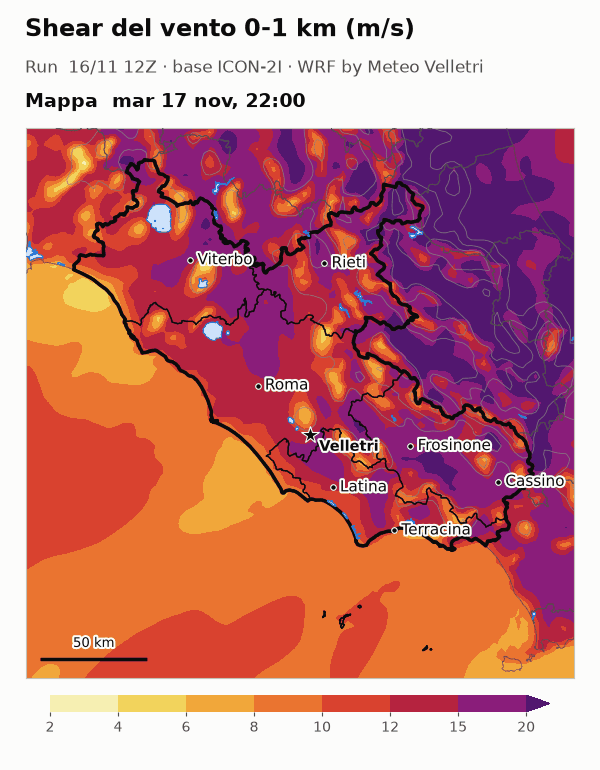 Shear del vento 0-1 km (m/s)
Run 16/11 12Z · base ICON-2I · WRF by Meteo Velletri
Mappa mar 17 nov, 22:00
Viterbo
Rieti
Roma
Velletri
Frosinone
Latina
Cassino
Terracina
50 km
2 4 6 8 10 12 15 20